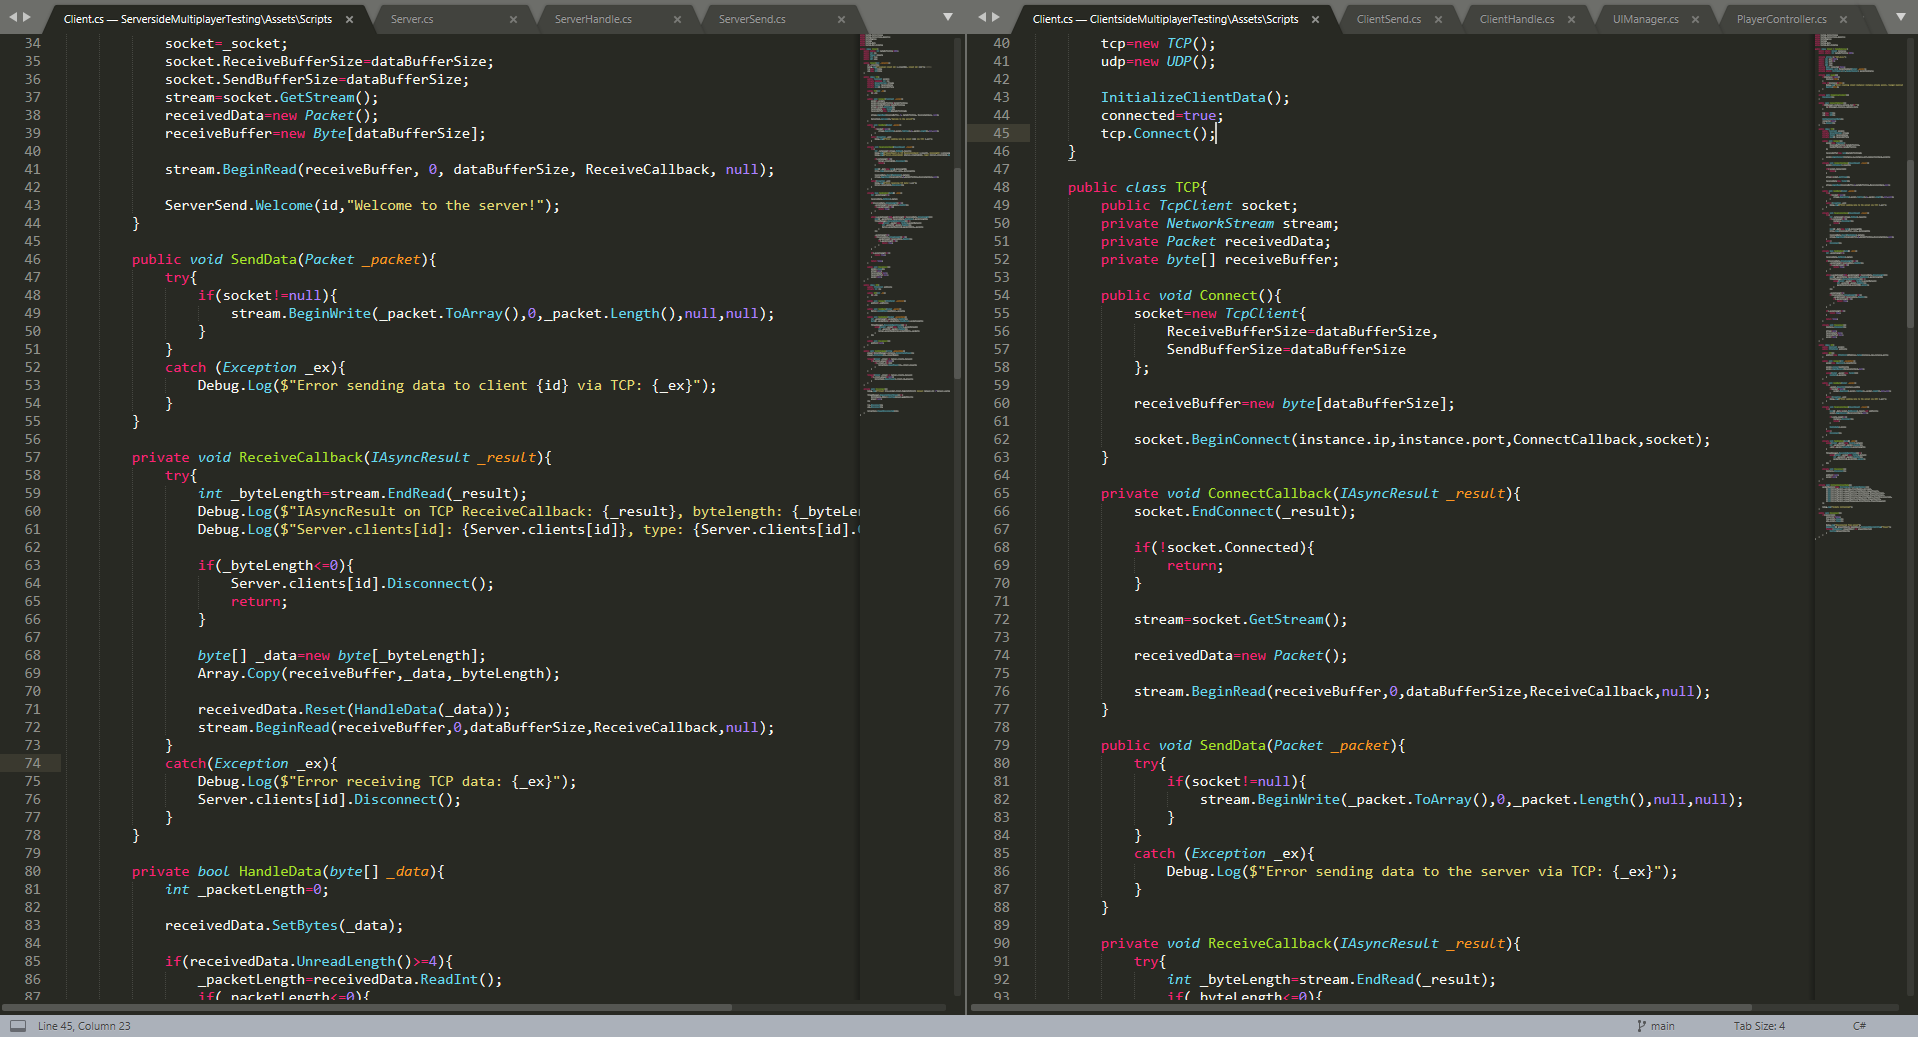 Client.cs — ServersideMultiplayerTesting\Assets\Scripts × Server.cs × ServerHandle.cs × ServerSend.cs ×
34 socket=_socket;
35 socket.ReceiveBufferSize=dataBufferSize;
36 socket.SendBufferSize=dataBufferSize;
37 stream=socket.GetStream();
38 receivedData=new Packet();
39 receiveBuffer=new Byte[dataBufferSize];
40
41 stream.BeginRead(receiveBuffer, 0, dataBufferSize, ReceiveCallback, null);
42
43 ServerSend.Welcome(id,"Welcome to the server!");
44 }
45
46 public void SendData(Packet _packet){
47 try{
48 if(socket!=null){
49 stream.BeginWrite(_packet.ToArray(),0,_packet.Length(),null,null);
50 }
51 }
52 catch (Exception _ex){
53 Debug.Log($"Error sending data to client {id} via TCP: {_ex}");
54 }
55 }
56
57 private void ReceiveCallback(IAsyncResult _result){
58 try{
59 int _byteLength=stream.EndRead(_result);
60 Debug.Log($"IAsyncResult on TCP ReceiveCallback: {_result}, bytelength: {_byteLe
61 Debug.Log($"Server.clients[id]: {Server.clients[id]}, type: {Server.clients[id].
62
63 if(_byteLength<=0){
64 Server.clients[id].Disconnect();
65 return;
66 }
67
68 byte[] _data=new byte[_byteLength];
69 Array.Copy(receiveBuffer,_data,_byteLength);
70
71 receivedData.Reset(HandleData(_data));
72 stream.BeginRead(receiveBuffer,0,dataBufferSize,ReceiveCallback,null);
73 }
74 catch(Exception _ex){
75 Debug.Log($"Error receiving TCP data: {_ex}");
76 Server.clients[id].Disconnect();
77 }
78 }
79
80 private bool HandleData(byte[] _data){
81 int _packetLength=0;
82
83 receivedData.SetBytes(_data);
84
85 if(receivedData.UnreadLength()>=4){
86 _packetLength=receivedData.ReadInt();
87 if(_packetLength<=0){
Client.cs — ClientsideMultiplayerTesting\Assets\Scripts × ClientSend.cs × ClientHandle.cs × UIManager.cs × PlayerController.cs ×
40 tcp=new TCP();
41 udp=new UDP();
42
43 InitializeClientData();
44 connected=true;
45 tcp.Connect();
46 }
47
48 public class TCP{
49 public TcpClient socket;
50 private NetworkStream stream;
51 private Packet receivedData;
52 private byte[] receiveBuffer;
53
54 public void Connect(){
55 socket=new TcpClient{
56 ReceiveBufferSize=dataBufferSize,
57 SendBufferSize=dataBufferSize
58 };
59
60 receiveBuffer=new byte[dataBufferSize];
61
62 socket.BeginConnect(instance.ip,instance.port,ConnectCallback,socket);
63 }
64
65 private void ConnectCallback(IAsyncResult _result){
66 socket.EndConnect(_result);
67
68 if(!socket.Connected){
69 return;
70 }
71
72 stream=socket.GetStream();
73
74 receivedData=new Packet();
75
76 stream.BeginRead(receiveBuffer,0,dataBufferSize,ReceiveCallback,null);
77 }
78
79 public void SendData(Packet _packet){
80 try{
81 if(socket!=null){
82 stream.BeginWrite(_packet.ToArray(),0,_packet.Length(),null,null);
83 }
84 }
85 catch (Exception _ex){
86 Debug.Log($"Error sending data to the server via TCP: {_ex}");
87 }
88 }
89
90 private void ReceiveCallback(IAsyncResult _result){
91 try{
92 int _byteLength=stream.EndRead(_result);
93 if(_byteLength<=0){
Line 45, Column 23 main Tab Size: 4 C#